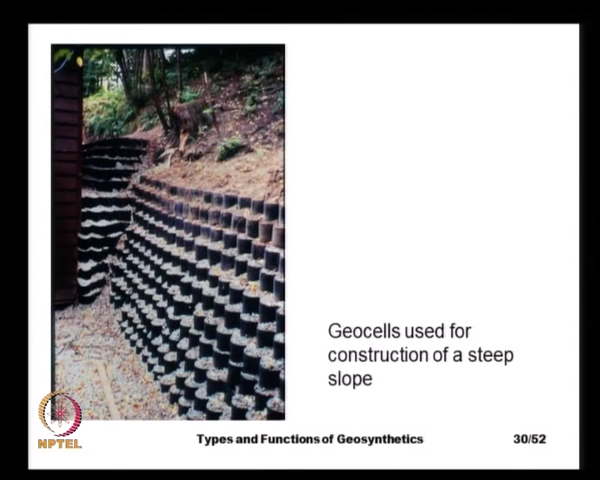 Geocells used for
construction of a steep
slope
NPTEL
Types and Functions of Geosynthetics
30/52